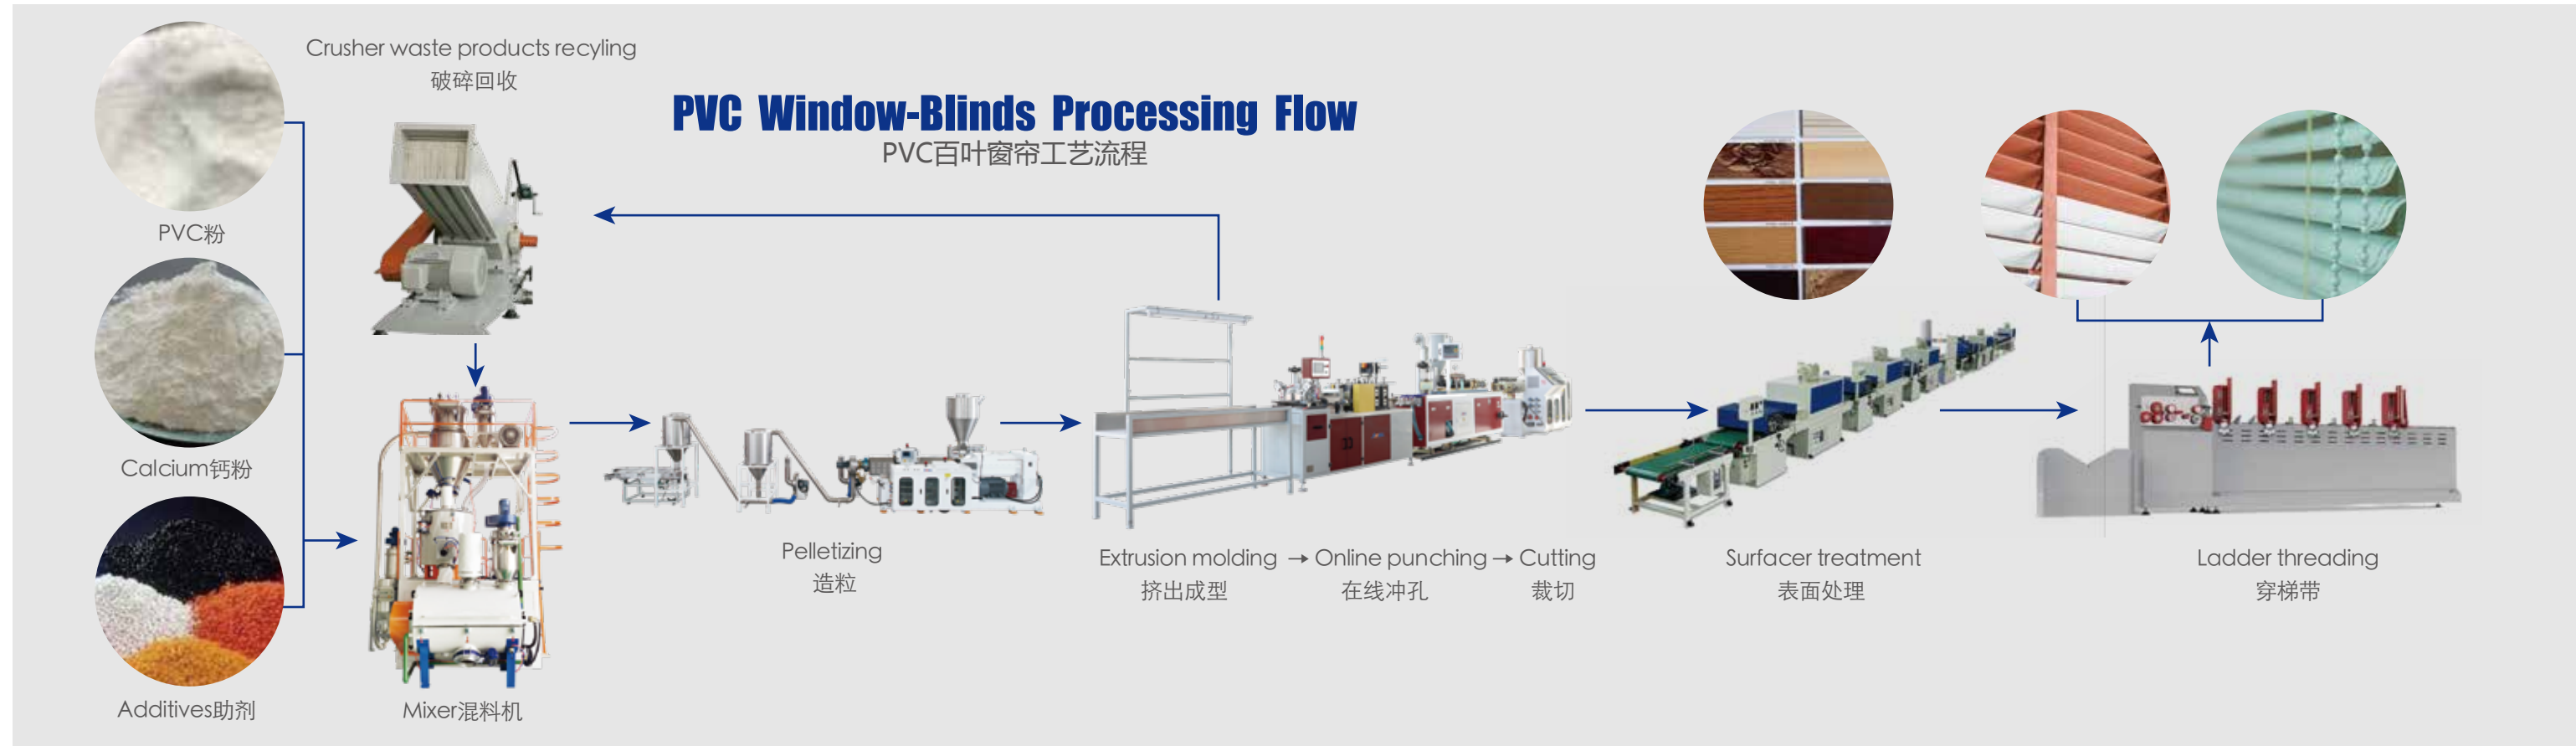 Crusher waste products recyling
破碎回收
PVC Window-Blinds Processing Flow
PVC百叶窗帘工艺流程
PVC粉
Calcium钙粉
Additives助剂
Mixer混料机
Pelletizing
造粒
Extrusion molding → Online punching → Cutting
挤出成型 在线冲孔 裁切
Surfacer treatment
表面处理
Ladder threading
穿梯带